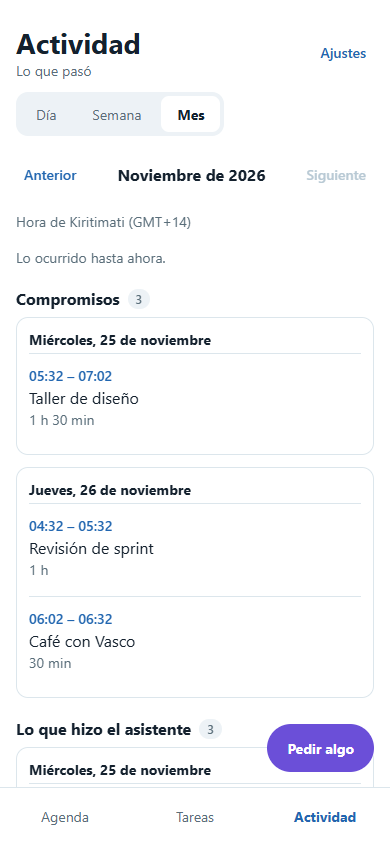 Actividad
Ajustes
Lo que pasó
Día
Semana
Mes
Anterior
Noviembre de 2026
Siguiente
Hora de Kiritimati (GMT+14)
Lo ocurrido hasta ahora.
Compromisos 3
Miércoles, 25 de noviembre
05:32 – 07:02
Taller de diseño
1 h 30 min
Jueves, 26 de noviembre
04:32 – 05:32
Revisión de sprint
1 h
06:02 – 06:32
Café con Vasco
30 min
Lo que hizo el asistente 3
Pedir algo
Miércoles, 25 de noviembre
Agenda
Tareas
Actividad